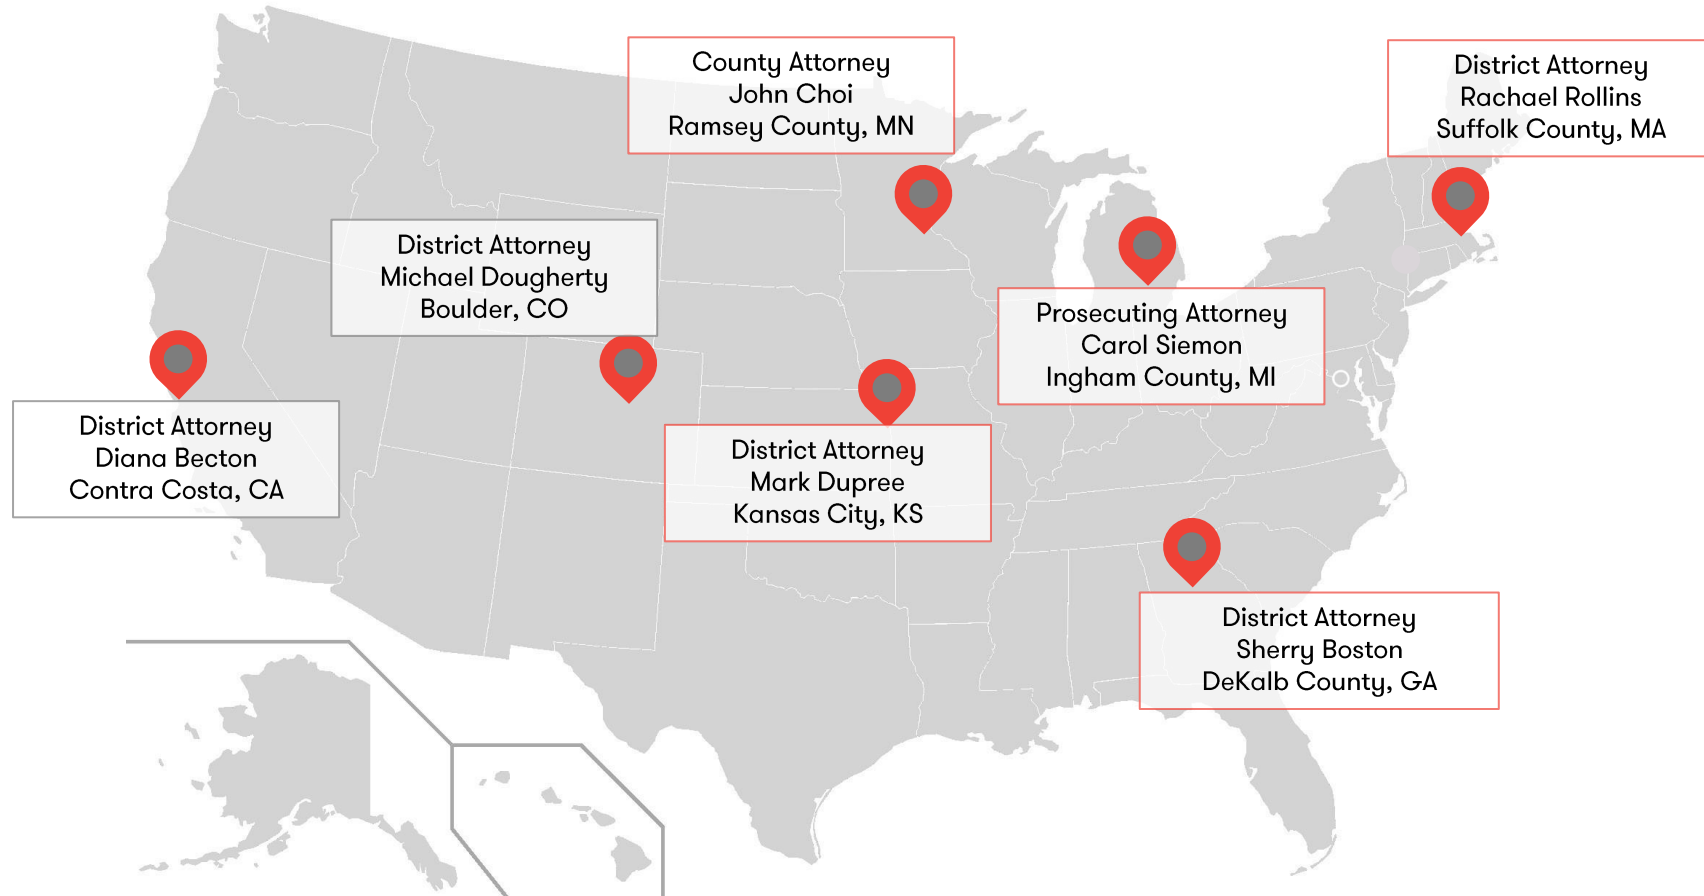 County Attorney
John Choi
Ramsey County, MN
District Attorney
Rachael Rollins
Suffolk County, MA
District Attorney
Michael Dougherty
Boulder, CO
Prosecuting Attorney
Carol Siemon
Ingham County, MI
District Attorney
Diana Becton
Contra Costa, CA
District Attorney
Mark Dupree
Kansas City, KS
District Attorney
Sherry Boston
DeKalb County, GA